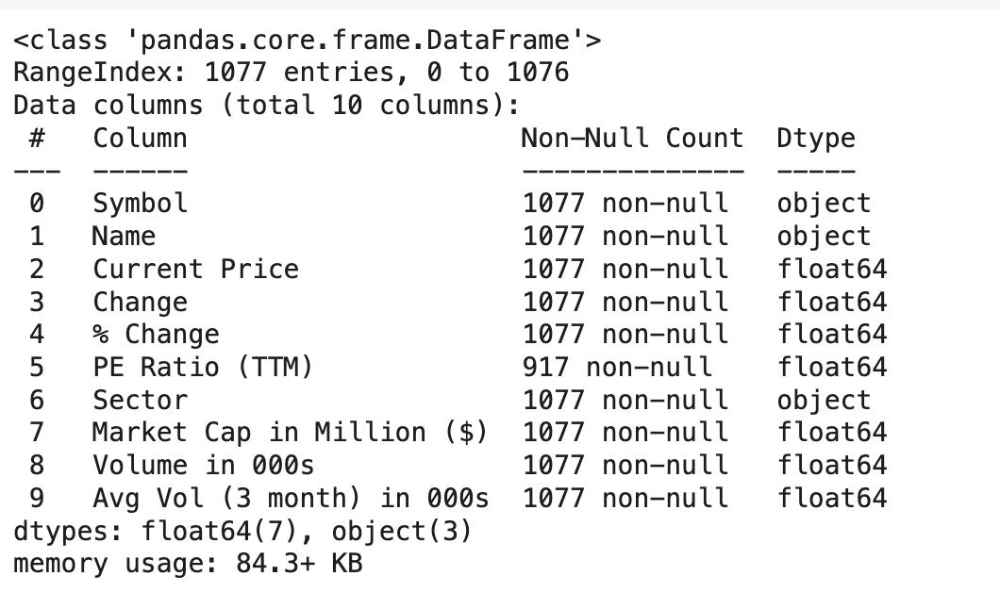 <class 'pandas.core.frame.DataFrame'>
RangeIndex: 1077 entries, 0 to 1076
Data columns (total 10 columns):
 #   Column                     Non-Null Count  Dtype
---  ------                     --------------  -----
 0   Symbol                     1077 non-null   object
 1   Name                       1077 non-null   object
 2   Current Price              1077 non-null   float64
 3   Change                     1077 non-null   float64
 4   % Change                   1077 non-null   float64
 5   PE Ratio (TTM)             917 non-null    float64
 6   Sector                     1077 non-null   object
 7   Market Cap in Million ($)  1077 non-null   float64
 8   Volume in 000s             1077 non-null   float64
 9   Avg Vol (3 month) in 000s  1077 non-null   float64
dtypes: float64(7), object(3)
memory usage: 84.3+ KB